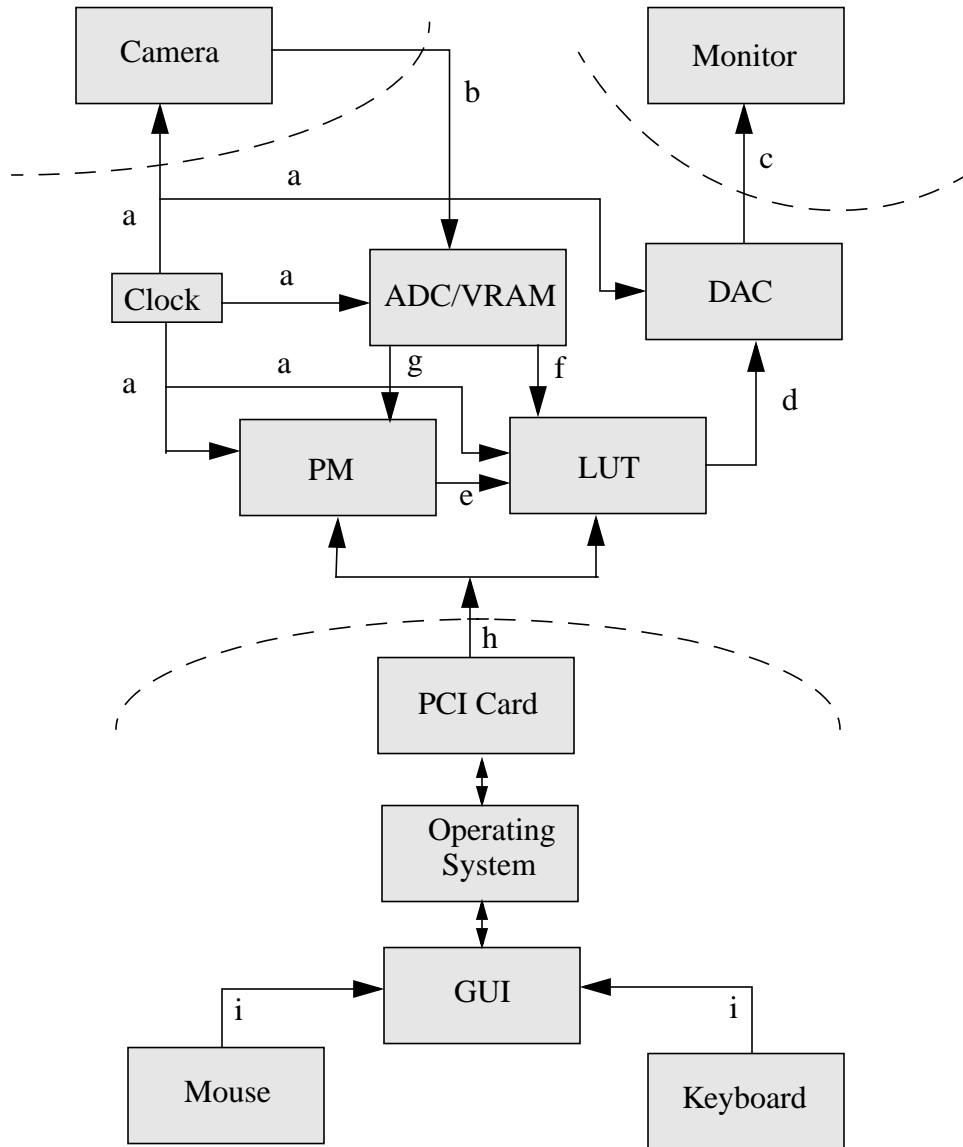 Camera
Monitor
b
c
a
a
a
Clock
ADC/VRAM
DAC
a
a
g
f
d
PM
LUT
e
h
PCI Card
Operating
System
GUI
i
i
Mouse
Keyboard